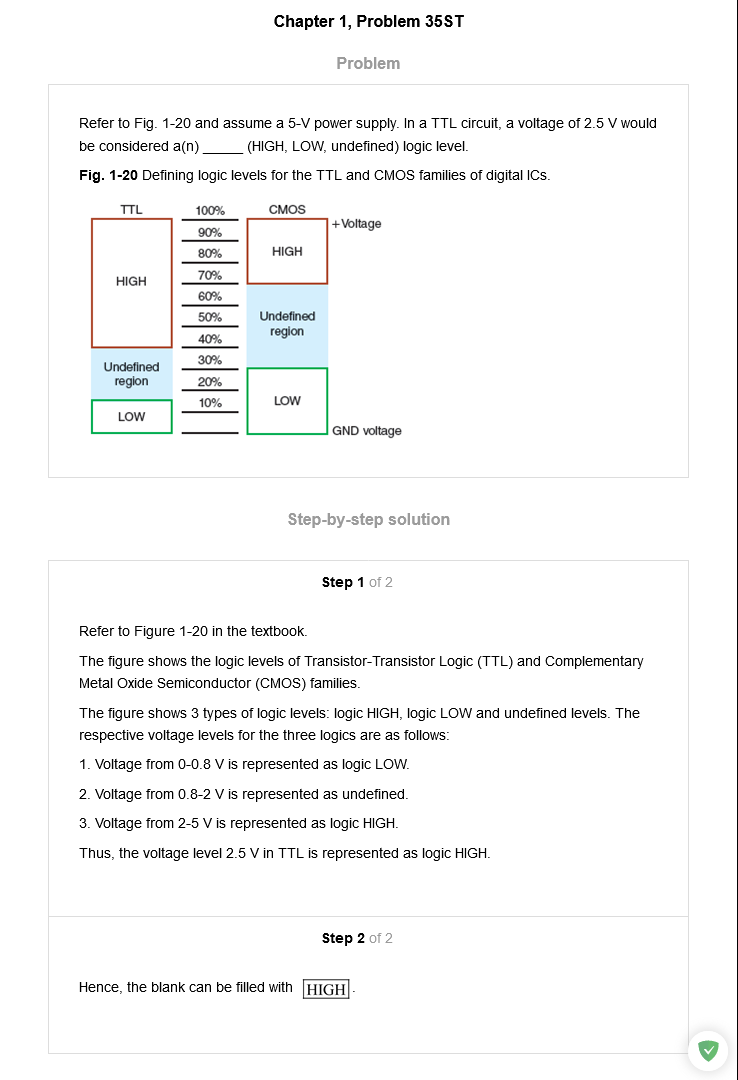 Chapter 1, Problem 35ST
Problem
Refer to Fig. 1-20 and assume a 5-V power supply. In a TTL circuit, a voltage of 2.5 V would
be considered a(n) _____ (HIGH, LOW, undefined) logic level.
Fig. 1-20 Defining logic levels for the TTL and CMOS families of digital ICs.
TTL
HIGH
Undefined
region
LOW
100%
90%
80%
70%
60%
50%
40%
30%
20%
10%
CMOS
HIGH
Undefined
region
LOW
+Voltage
GND voltage
Step-by-step solution
Step 1 of 2
Refer to Figure 1-20 in the textbook.
The figure shows the logic levels of Transistor-Transistor Logic (TTL) and Complementary
Metal Oxide Semiconductor (CMOS) families.
The figure shows 3 types of logic levels: logic HIGH, logic LOW and undefined levels. The
respective voltage levels for the three logics are as follows:
1. Voltage from 0-0.8 V is represented as logic LOW.
2. Voltage from 0.8-2 V is represented as undefined.
3. Voltage from 2-5 V is represented as logic HIGH.
Thus, the voltage level 2.5 V in TTL is represented as logic HIGH.
Step 2 of 2
Hence, the blank can be filled with HIGH.